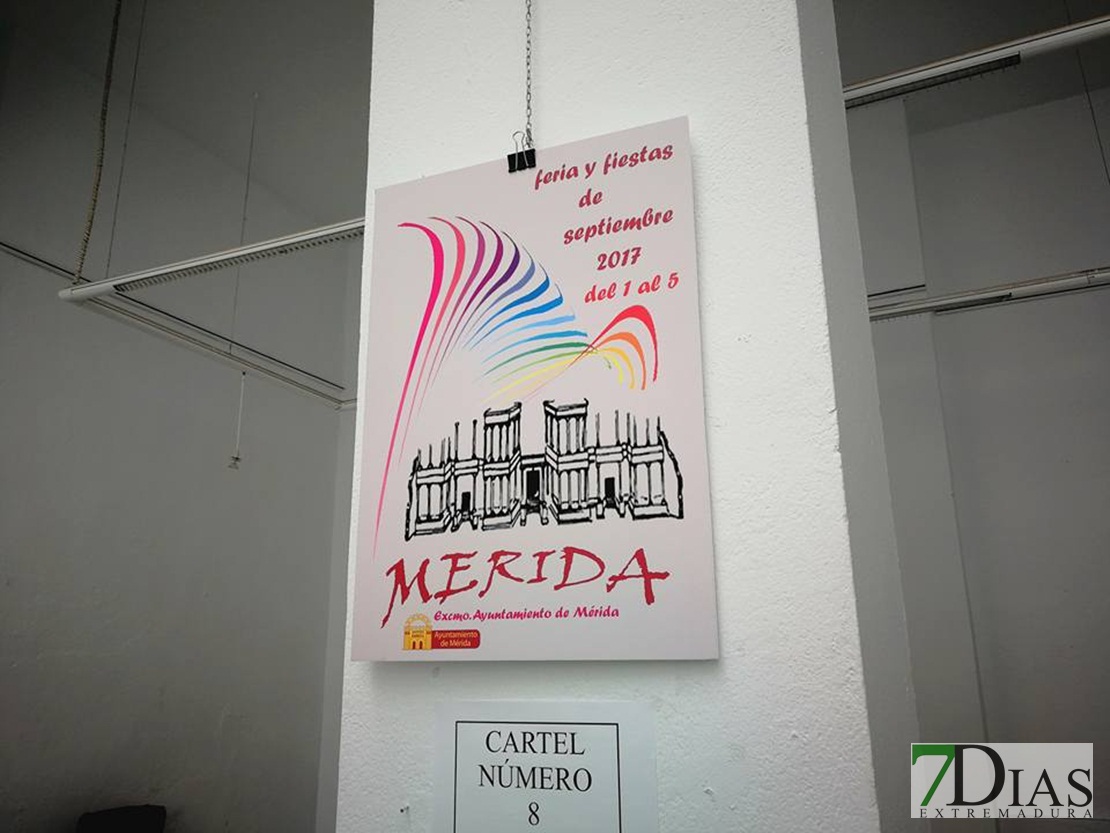 feria y fiestas
de
septiembre
2017
del 1 al 5
MERIDA
Excmo. Ayuntamiento de Mérida
Ayuntamiento
de Mérida
CARTEL
NÚMERO
8
7DIAS
EXTREMADURA